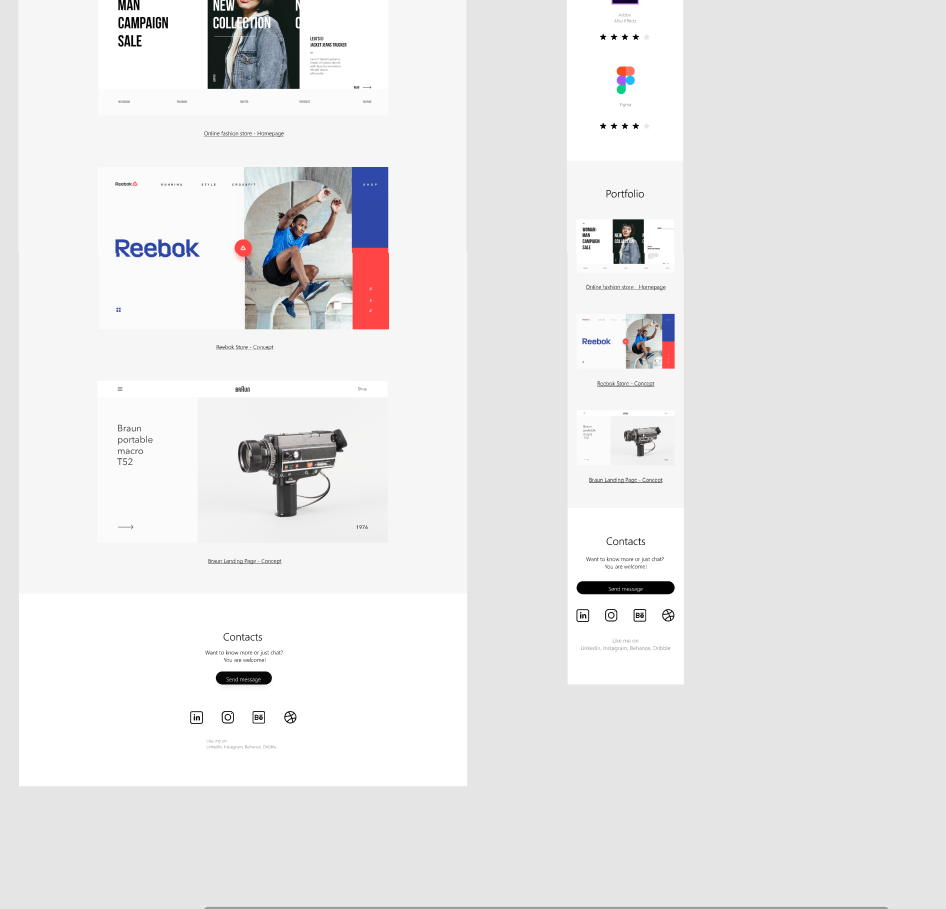 MAN
CAMPAIGN
SALE
NEW
COLLECTION
LEVI'S®
JACKET JEANS TRUCKER
Online fashion store - Homepage
Reebok
RUNNING
STYLE
CROSSFIT
SHOP
Reebok
Reebok Store - Concept
BRAUN
Shop
Braun
portable
macro
T52
1976
Braun Landing Page - Concept
Contacts
Want to know more or just chat?
You are welcome!
Send message
in
Bē
Like me on
LinkedIn, Instagram, Behance, Dribble
Adobe
After Effects
Figma
Portfolio
WOMAN
MAN
CAMPAIGN
SALE
NEW
COLLECTION
Online fashion store - Homepage
Reebok
Reebok Store - Concept
Braun
portable
macro
T52
Braun Landing Page - Concept
Contacts
Want to know more or just chat?
You are welcome!
Send message
in
Bē
Like me on
LinkedIn, Instagram, Behance, Dribble